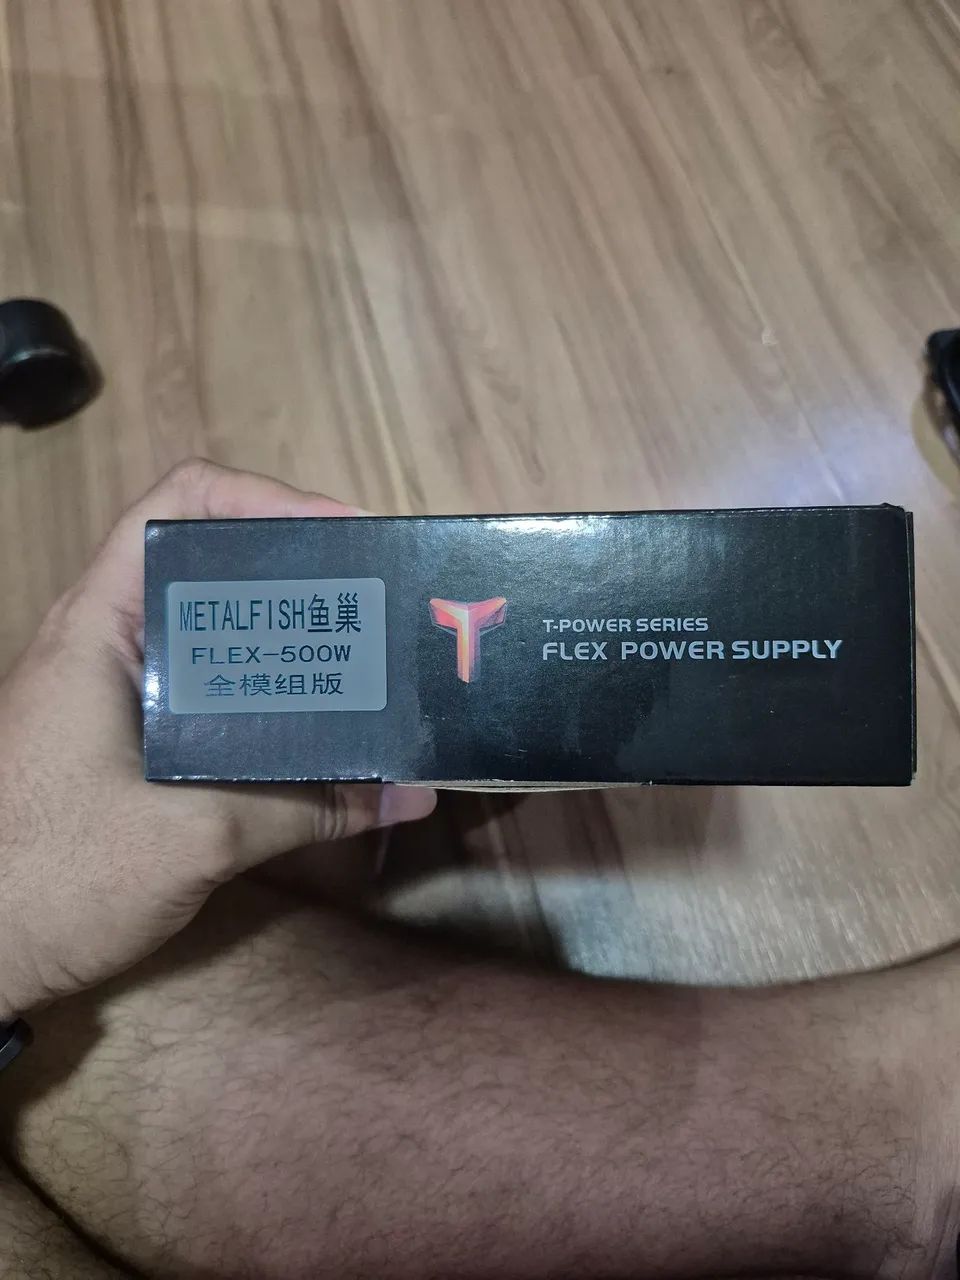 METALFISH鱼巢
FLEX-500W
全模组版
T-POWER SERIES
FLEX POWER SUPPLY